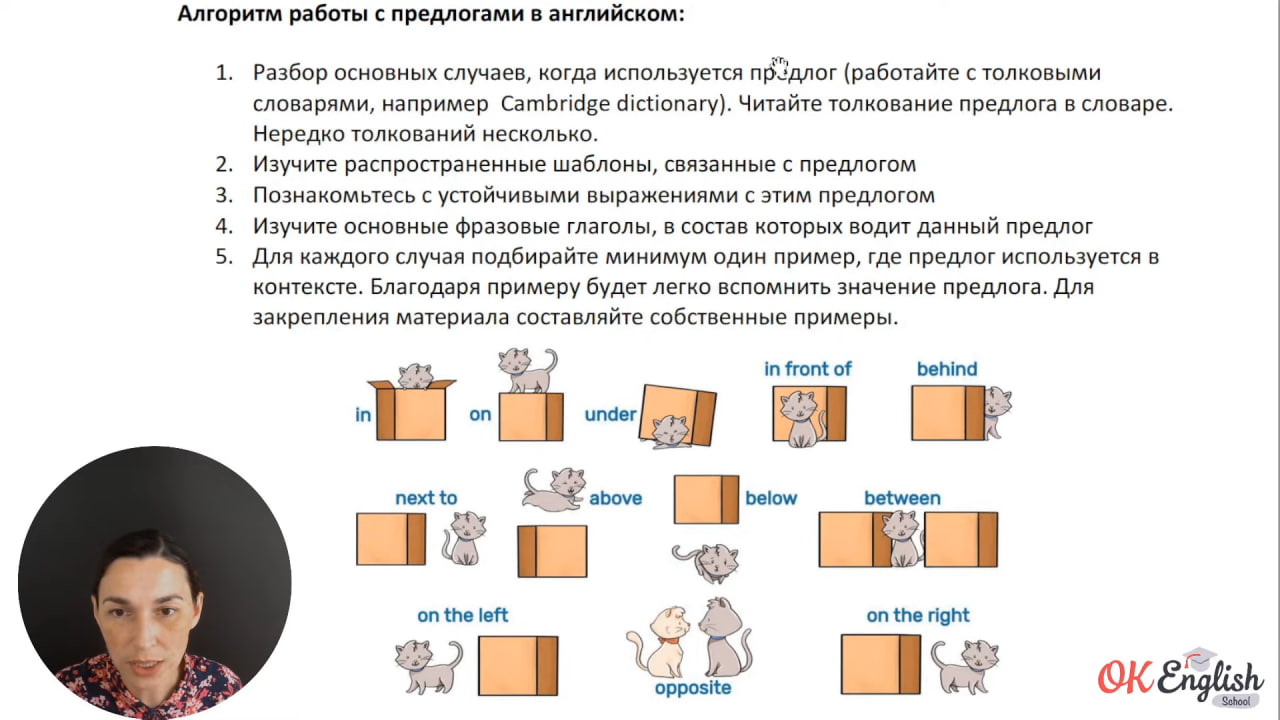 Алгоритм работы с предлогами в английском:
1. Разбор основных случаев, когда используется предлог (работайте с толковыми
словарями, например Cambridge dictionary). Читайте толкование предлога в словаре.
Нередко толкований несколько.
2. Изучите распространенные шаблоны, связанные с предлогом
3. Познакомьтесь с устойчивыми выражениями с этим предлогом
4. Изучите основные фразовые глаголы, в состав которых водит данный предлог
5. Для каждого случая подбирайте минимум один пример, где предлог используется в
контексте. Благодаря примеру будет легко вспомнить значение предлога. Для
закрепления материала составляйте собственные примеры.
in
on
under
in front of
behind
next to
above
below
between
on the left
opposite
on the right
OK English
School